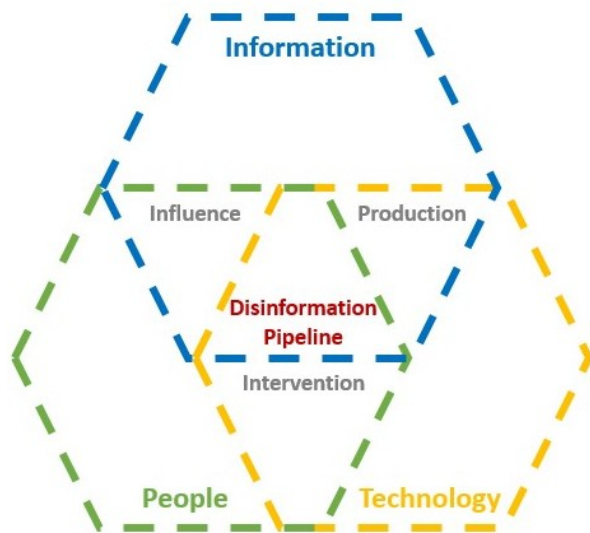 Information
Influence
Production
Disinformation
Pipeline
Intervention
People
Technology